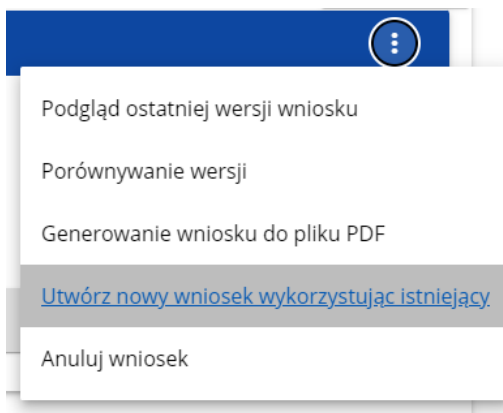 Podgląd ostatniej wersji wniosku
Porównywanie wersji
Generowanie wniosku do pliku PDF
Utwórz nowy wniosek wykorzystując istniejący
Anuluj wniosek